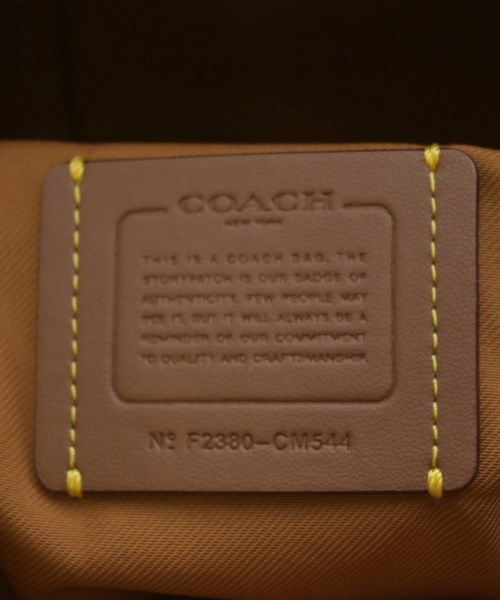 COACH
NEW YORK
THIS IS A COACH BAG. THE
STORYPATCH IS OUR BADGE OF
AUTHENTICITY. FEW PEOPLE MAY
SEE IT, BUT IT WILL ALWAYS BE A
REMINDER OF OUR COMMITMENT
TO QUALITY AND CRAFTSMANSHIP.
Nº F2380-CM544